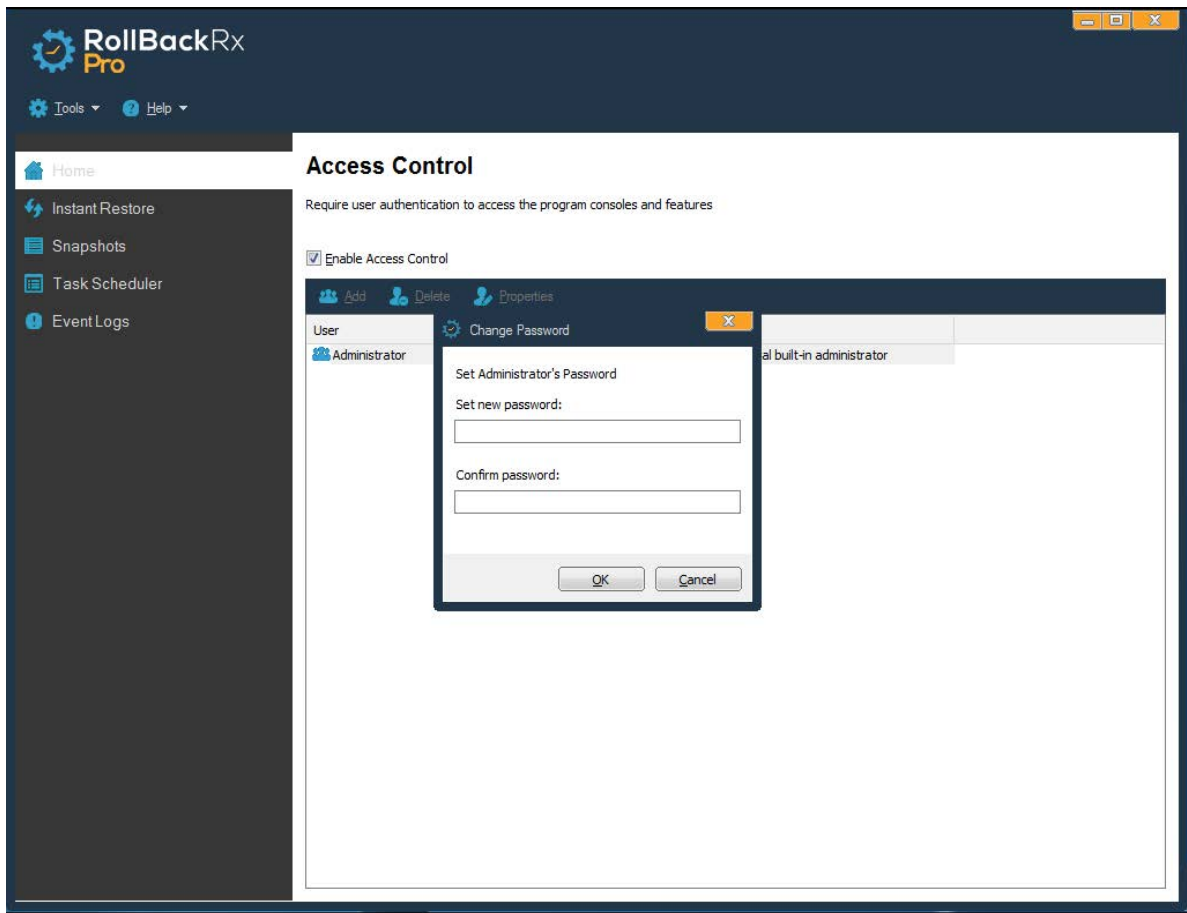 RollBackRx
Pro
Tools Help
Home
Instant Restore
Snapshots
Task Scheduler
Event Logs
Access Control
Require user authentication to access the program consoles and features
Enable Access Control
Add Delete Properties
User
Administrator al built-in administrator
Change Password
X
Set Administrator's Password
Set new password:
Confirm password:
OK Cancel